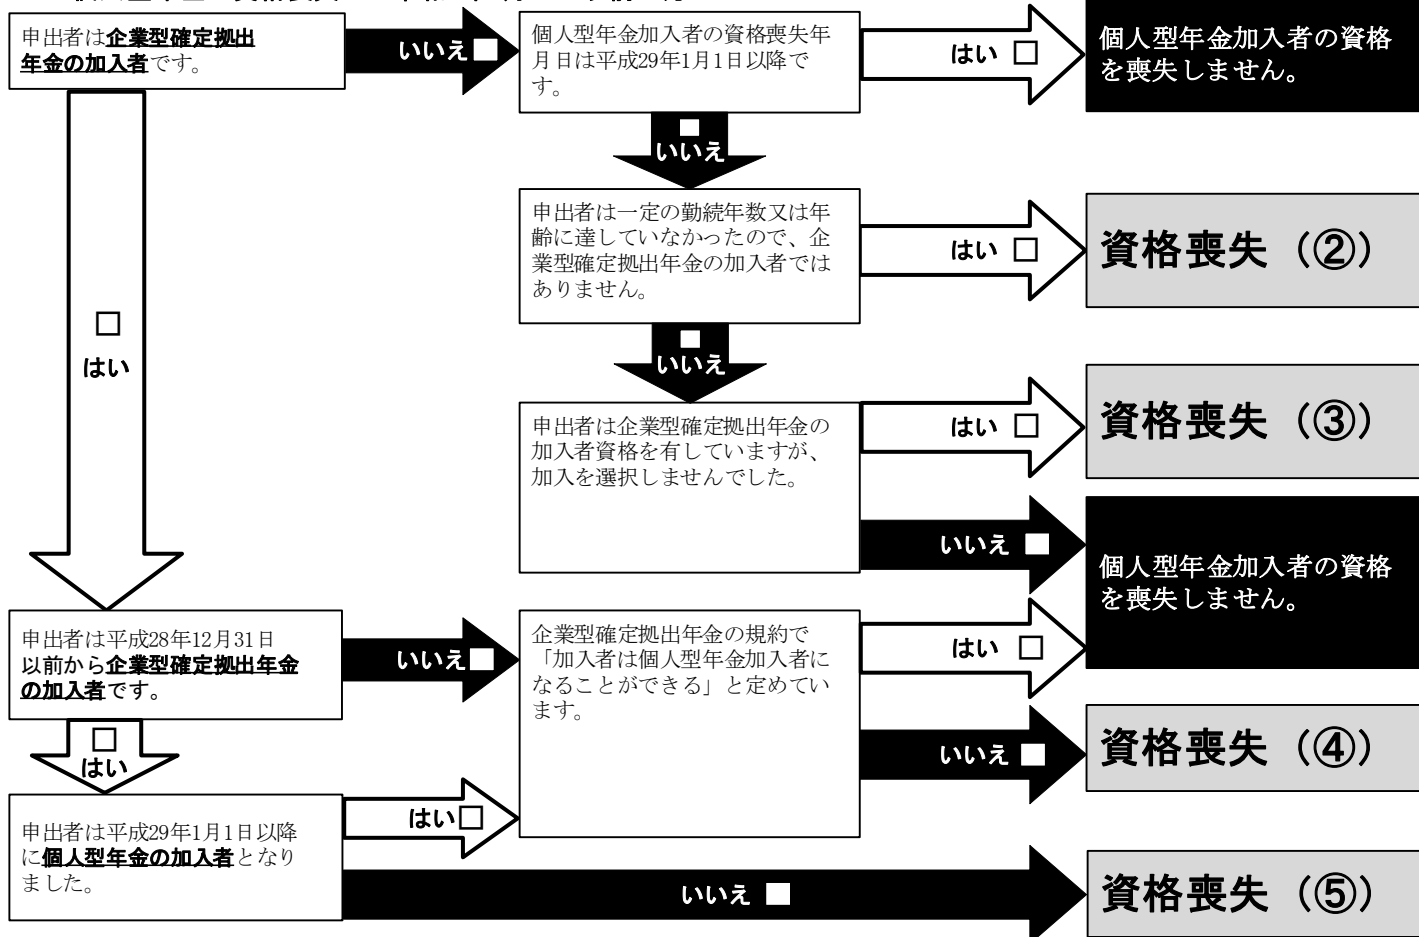 申出者は企業型確定拠出
年金の加入者です。
いいえ
個人型年金加入者の資格喪失年
月日は平成29年1月1日以降で
す。
はい
個人型年金加入者の資格
を喪失しません。
いいえ
申出者は一定の勤続年数又は年
齢に達していなかったので、企
業型確定拠出年金の加入者では
ありません。
はい
資格喪失（②）
はい
いいえ
申出者は企業型確定拠出年金の
加入者資格を有していますが、
加入を選択しませんでした。
はい
資格喪失（③）
いいえ
個人型年金加入者の資格
を喪失しません。
申出者は平成28年12月31日
以前から企業型確定拠出年金
の加入者です。
いいえ
企業型確定拠出年金の規約で
「加入者は個人型年金加入者に
なることができる」と定めてい
ます。
はい
いいえ
資格喪失（④）
はい
申出者は平成29年1月1日以降
に個人型年金の加入者となり
ました。
はい
いいえ
資格喪失（⑤）